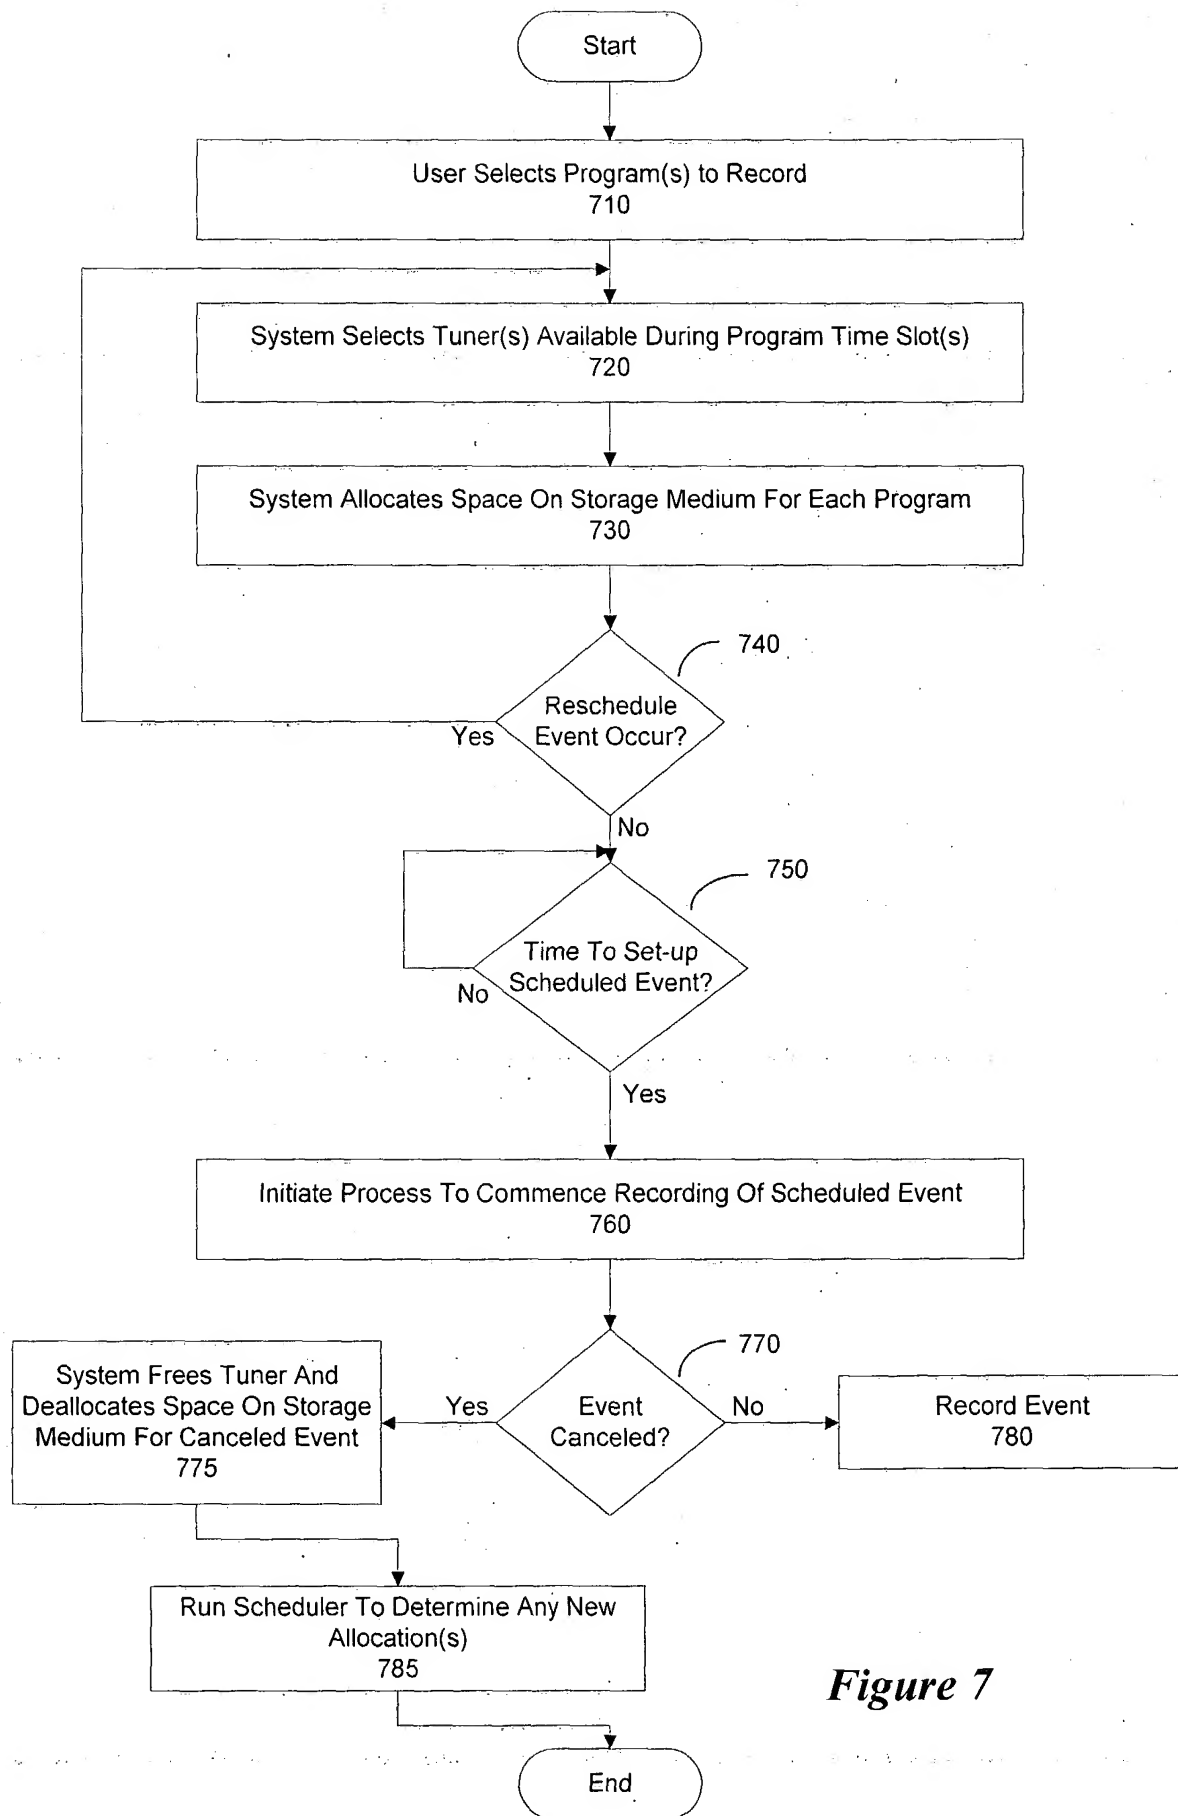 Start
User Selects Program(s) to Record
710
System Selects Tuner(s) Available During Program Time Slot(s)
720
System Allocates Space On Storage Medium For Each Program
730
740
Reschedule
Event Occur?
Yes
No
750
Time To Set-up
Scheduled Event?
No
Yes
Initiate Process To Commence Recording Of Scheduled Event
760
770
System Frees Tuner And
Deallocates Space On Storage
Medium For Canceled Event
775
Yes
Event
Canceled?
No
Record Event
780
Run Scheduler To Determine Any New
Allocation(s)
785
Figure 7
End